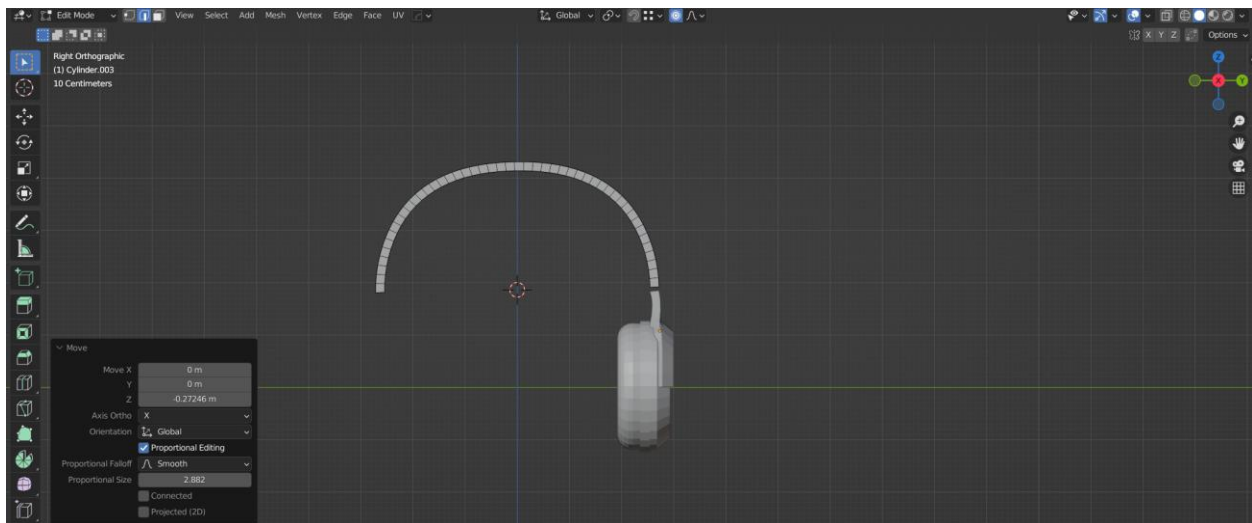 Edit Mode View Select Add Mesh Vertex Edge Face UV Global
X Y Z Options
Right Orthographic
(1) Cylinder.003
10 Centimeters
Z
X Y
Move
Move X 0 m
Y 0 m
Z -0.27246 m
Axis Ortho X
Orientation Global
Proportional Editing
Proportional Falloff Smooth
Proportional Size 2.882
Connected
Projected (2D)